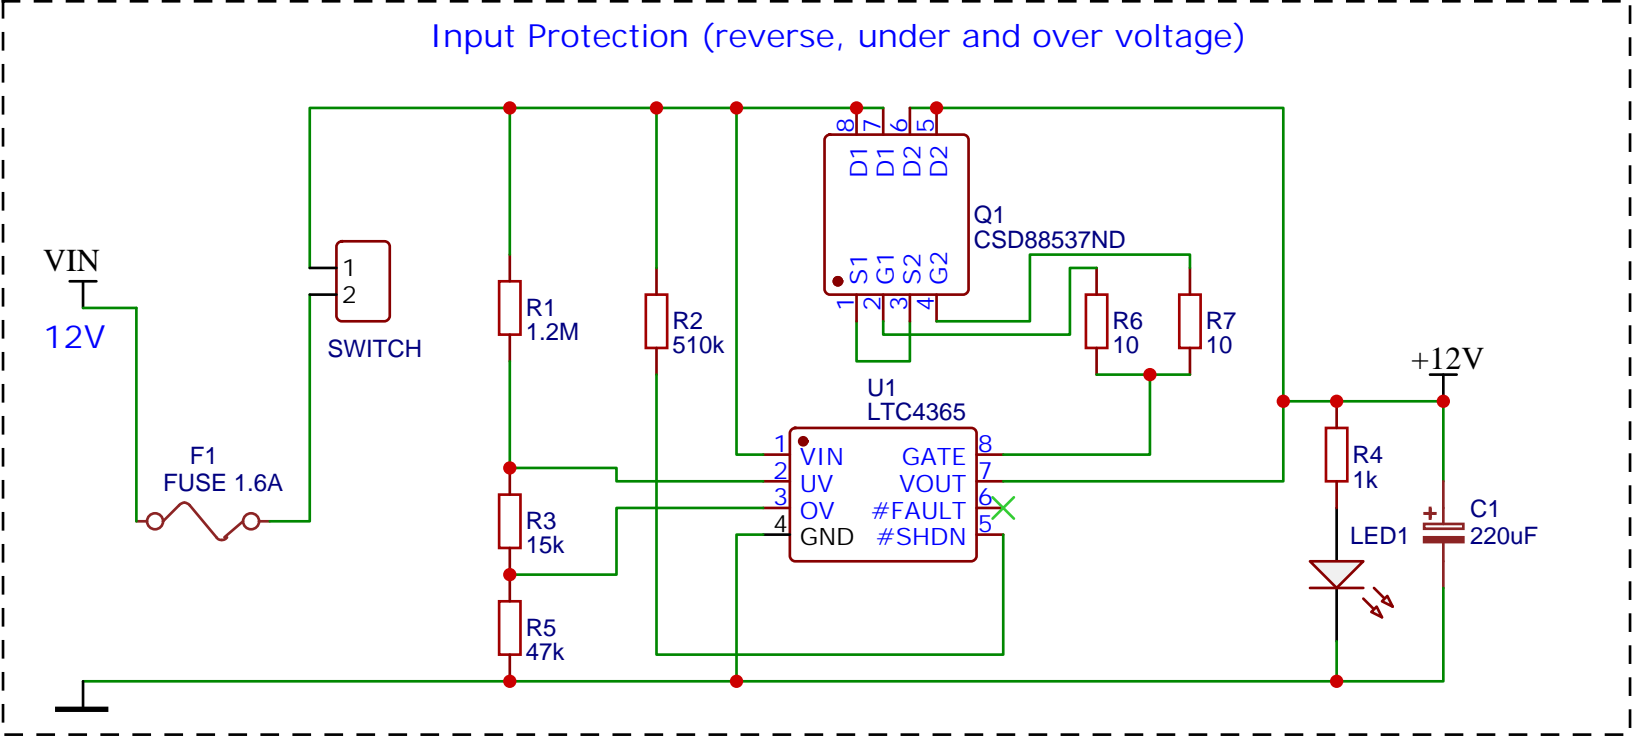 Input Protection (reverse, under and over voltage)
8 7 6 5
D1 D1 D2 D2
Q1
CSD88537ND
S1 G1 S2 G2
1 2 3 4
VIN
12V
1
2
SWITCH
R1
1.2M
R2
510k
R6
10
R7
10
+12V
U1
LTC4365
1 VIN GATE 8
2 UV VOUT 7
3 OV #FAULT 6
4 GND #SHDN 5
F1
FUSE 1.6A
R3
15k
R5
47k
R4
1k
LED1
+
C1
220uF